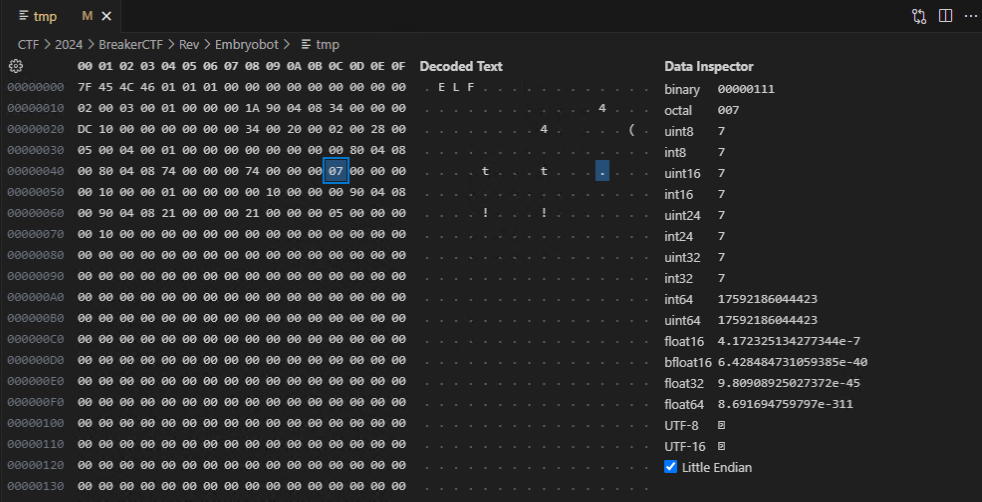 tmp M
CTF > 2024 > BreakerCTF > Rev > Embryobot > tmp
00 01 02 03 04 05 06 07 08 09 0A 0B 0C 0D 0E 0F Decoded Text Data Inspector
00000000 7F 45 4C 46 01 01 01 00 00 00 00 00 00 00 00 00 . E L F . . . . . . . . . . . . binary 00000111
00000010 02 00 03 00 01 00 00 00 1A 90 04 08 34 00 00 00 . . . . . . . . . . . . 4 . . . octal 007
00000020 DC 10 00 00 00 00 00 00 34 00 20 00 02 00 28 00 . . . . . . . . 4 .   . . . ( . uint8 7
00000030 05 00 04 00 01 00 00 00 00 00 00 00 00 80 04 08 . . . . . . . . . . . . . . . . int8 7
00000040 00 80 04 08 74 00 00 00 74 00 00 00 07 00 00 00 . . . . t . . . t . . . . . . . uint16 7
00000050 00 10 00 00 01 00 00 00 00 10 00 00 00 90 04 08 . . . . . . . . . . . . . . . . int16 7
00000060 00 90 04 08 21 00 00 00 21 00 00 00 05 00 00 00 . . . . ! . . . ! . . . . . . . uint24 7
00000070 00 10 00 00 00 00 00 00 00 00 00 00 00 00 00 00 . . . . . . . . . . . . . . . . int24 7
00000080 00 00 00 00 00 00 00 00 00 00 00 00 00 00 00 00 . . . . . . . . . . . . . . . . uint32 7
00000090 00 00 00 00 00 00 00 00 00 00 00 00 00 00 00 00 . . . . . . . . . . . . . . . . int32 7
000000A0 00 00 00 00 00 00 00 00 00 00 00 00 00 00 00 00 . . . . . . . . . . . . . . . . int64 17592186044423
000000B0 00 00 00 00 00 00 00 00 00 00 00 00 00 00 00 00 . . . . . . . . . . . . . . . . uint64 17592186044423
000000C0 00 00 00 00 00 00 00 00 00 00 00 00 00 00 00 00 . . . . . . . . . . . . . . . . float16 4.172325134277344e-7
000000D0 00 00 00 00 00 00 00 00 00 00 00 00 00 00 00 00 . . . . . . . . . . . . . . . . bfloat16 6.428484731059385e-40
000000E0 00 00 00 00 00 00 00 00 00 00 00 00 00 00 00 00 . . . . . . . . . . . . . . . . float32 9.80908925027372e-45
000000F0 00 00 00 00 00 00 00 00 00 00 00 00 00 00 00 00 . . . . . . . . . . . . . . . . float64 8.691694759797e-311
00000100 00 00 00 00 00 00 00 00 00 00 00 00 00 00 00 00 . . . . . . . . . . . . . . . . UTF-8
00000110 00 00 00 00 00 00 00 00 00 00 00 00 00 00 00 00 . . . . . . . . . . . . . . . . UTF-16
00000120 00 00 00 00 00 00 00 00 00 00 00 00 00 00 00 00 . . . . . . . . . . . . . . . . Little Endian
00000130 00 00 00 00 00 00 00 00 00 00 00 00 00 00 00 00 . . . . . . . . . . . . . . . .